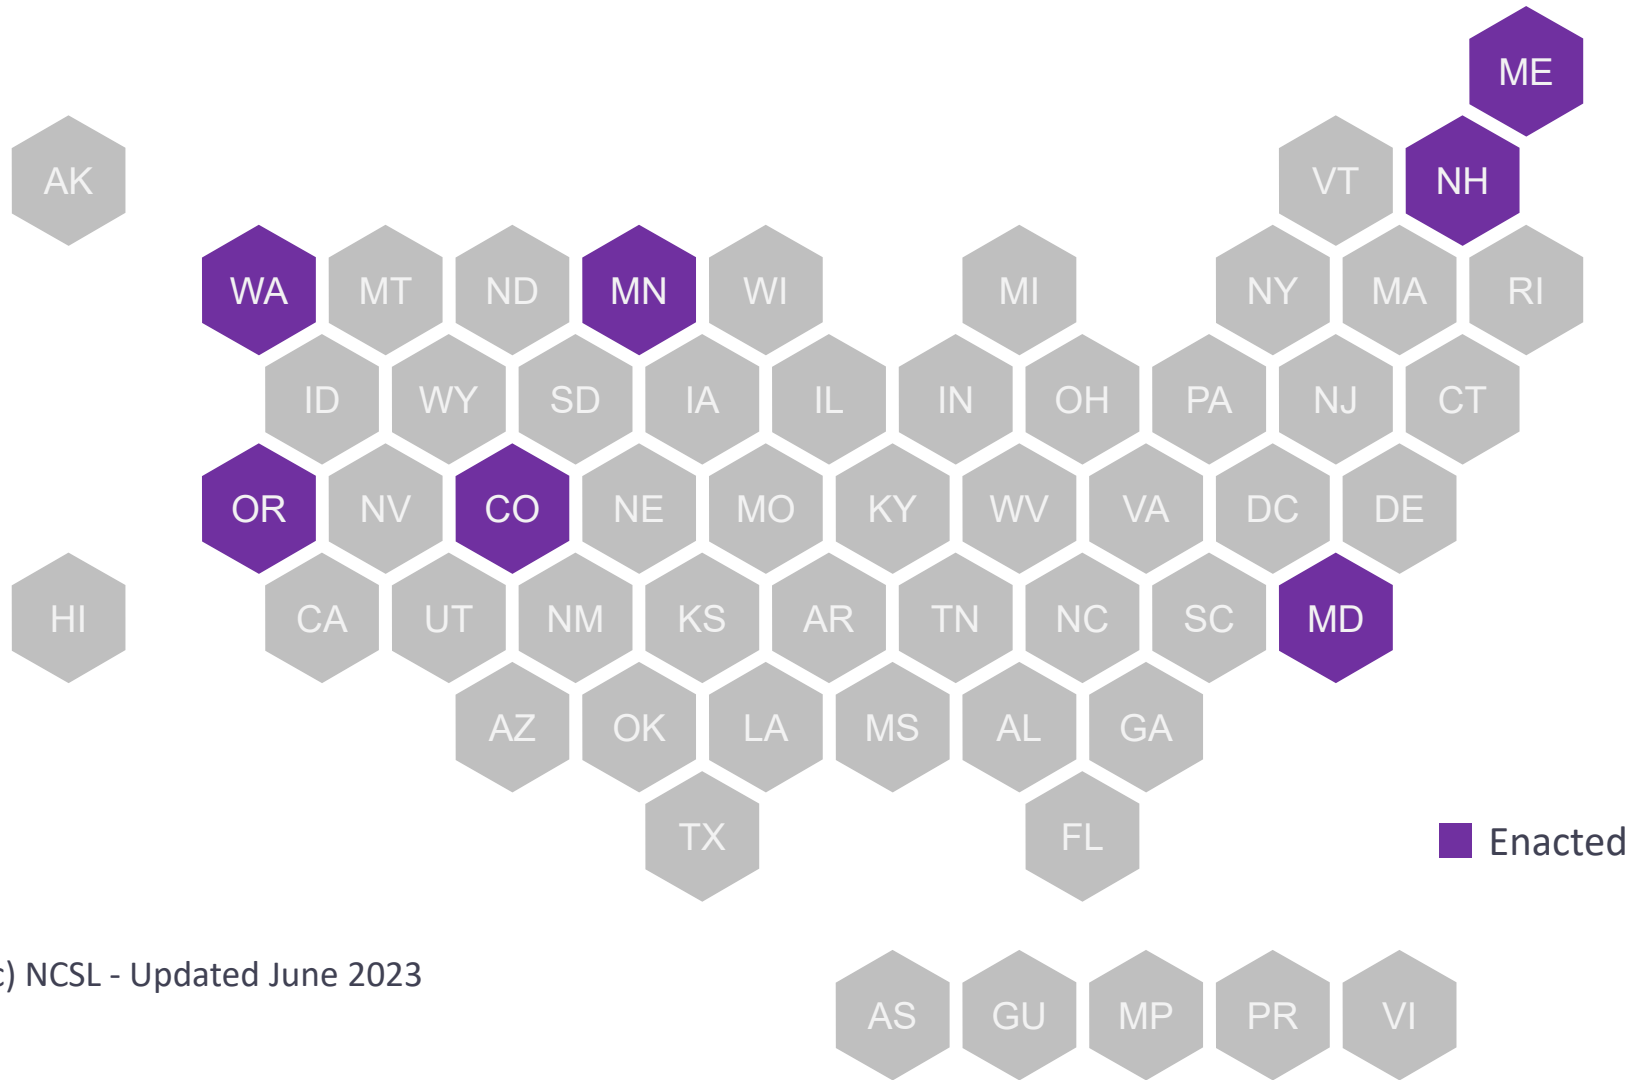 ME
AK
VT
NH
WA
MT
ND
MN
WI
MI
NY
MA
RI
ID
WY
SD
IA
IL
IN
OH
PA
NJ
CT
OR
NV
CO
NE
MO
KY
WV
VA
DC
DE
HI
CA
UT
NM
KS
AR
TN
NC
SC
MD
AZ
OK
LA
MS
AL
GA
TX
FL
Enacted
c) NCSL - Updated June 2023
AS
GU
MP
PR
VI